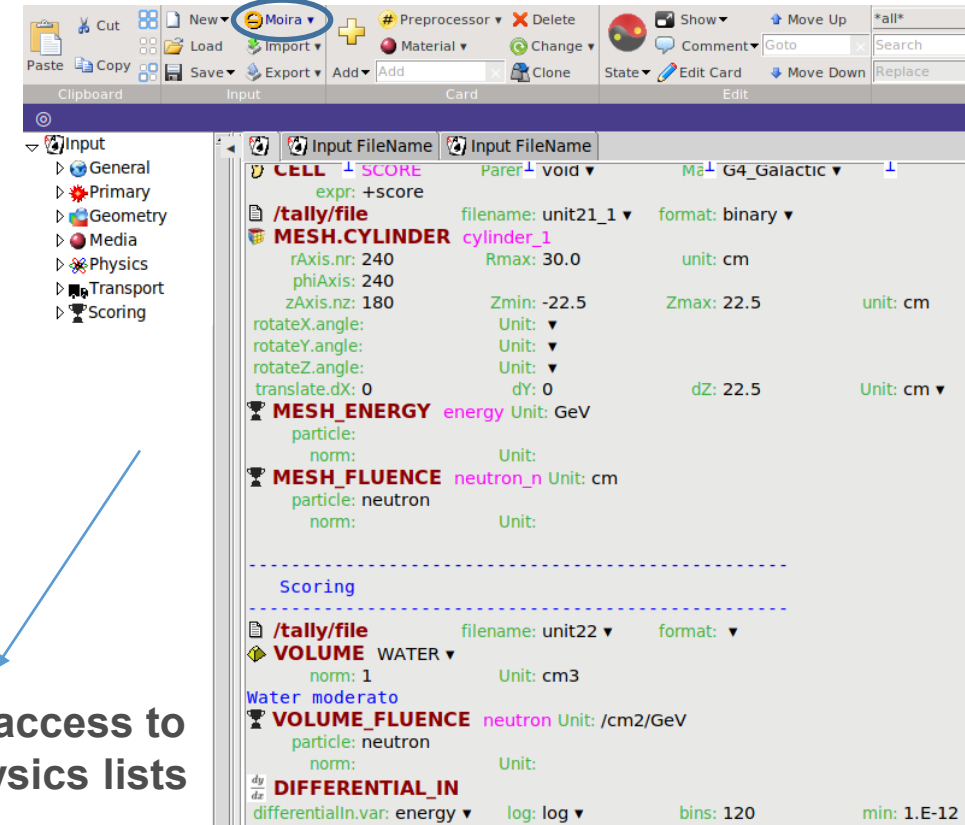 Cut New Moira # Preprocessor Delete Show Move Up *all*
Load Import Material Change Comment Goto Search
Paste Copy Save Export Add Add Clone State Edit Card Move Down Replace
Clipboard Input Card Edit
Input Input FileName Input FileName
General
Primary
Geometry
Media
Physics
Transport
Scoring
CELL SCORE void G4_Galactic
expr: +score
/tally/file filename: unit21_1 format: binary
MESH.CYLINDER cylinder_1
rAxis.nr: 240 Rmax: 30.0 unit: cm
phiAxis: 240
zAxis.nz: 180 Zmin: -22.5 Zmax: 22.5 unit: cm
rotateX.angle: Unit:
rotateY.angle: Unit:
rotateZ.angle: Unit:
translate.dX: 0 dY: 0 dZ: 22.5 Unit: cm
MESH_ENERGY energy Unit: GeV
particle:
norm: Unit:
MESH_FLUENCE neutron_n Unit: cm
particle: neutron
norm: Unit:
Scoring
/tally/file filename: unit22 format:
VOLUME WATER
norm: 1 Unit: cm3
Water moderato
VOLUME_FLUENCE neutron Unit: /cm2/GeV
particle: neutron
norm: Unit:
dy
dx
DIFFERENTIAL_IN
differentialIn.var: energy log: log bins: 120 min: 1.E-12
access to
ysics lists